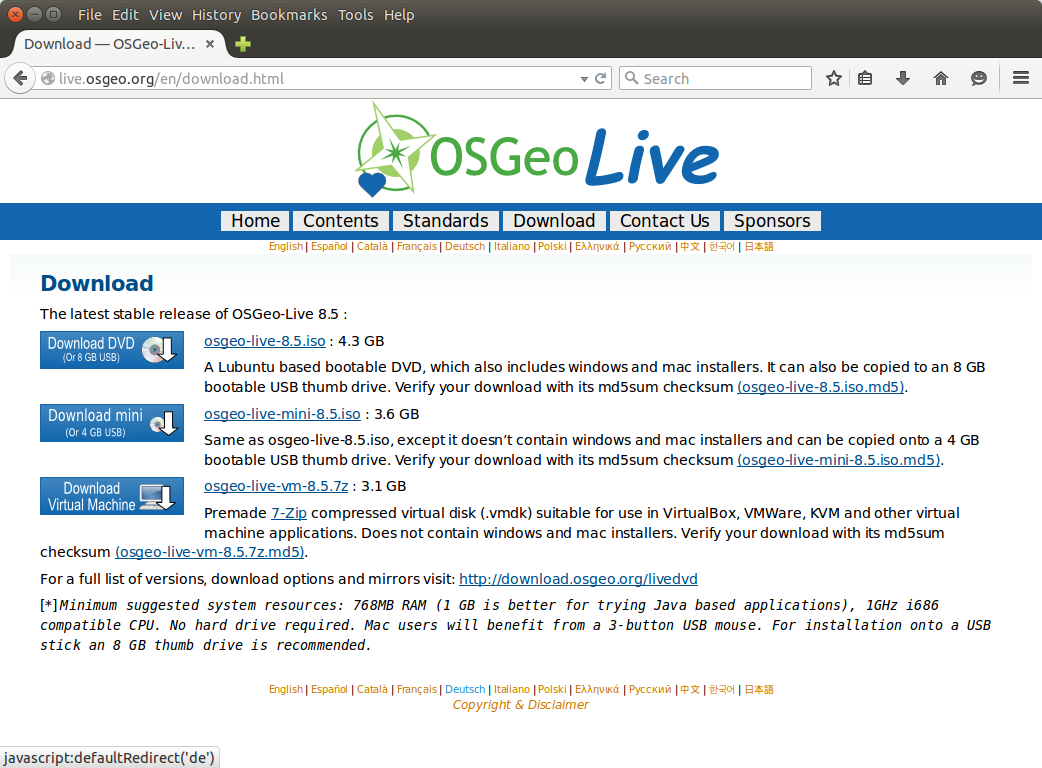 File Edit View History Bookmarks Tools Help
Download — OSGeo-Liv...
live.osgeo.org/en/download.html
Search
OSGeo Live
Home Contents Standards Download Contact Us Sponsors
English | Español | Català | Français | Deutsch | Italiano | Polski | Ελληνικά | Русский | 中文 | 한국어 | 日本語
Download
The latest stable release of OSGeo-Live 8.5 :
Download DVD
(Or 8 GB USB)
osgeo-live-8.5.iso : 4.3 GB
A Lubuntu based bootable DVD, which also includes windows and mac installers. It can also be copied to an 8 GB
bootable USB thumb drive. Verify your download with its md5sum checksum (osgeo-live-8.5.iso.md5).
Download mini
(Or 4 GB USB)
osgeo-live-mini-8.5.iso : 3.6 GB
Same as osgeo-live-8.5.iso, except it doesn’t contain windows and mac installers and can be copied onto a 4 GB
bootable USB thumb drive. Verify your download with its md5sum checksum (osgeo-live-mini-8.5.iso.md5).
Download
Virtual Machine
osgeo-live-vm-8.5.7z : 3.1 GB
Premade 7-Zip compressed virtual disk (.vmdk) suitable for use in VirtualBox, VMWare, KVM and other virtual
machine applications. Does not contain windows and mac installers. Verify your download with its md5sum
checksum (osgeo-live-vm-8.5.7z.md5).
For a full list of versions, download options and mirrors visit: http://download.osgeo.org/livedvd
[*]Minimum suggested system resources: 768MB RAM (1 GB is better for trying Java based applications), 1GHz i686
compatible CPU. No hard drive required. Mac users will benefit from a 3-button USB mouse. For installation onto a USB
stick an 8 GB thumb drive is recommended.
English | Español | Català | Français | Deutsch | Italiano | Polski | Ελληνικά | Русский | 中文 | 한국어 | 日本語
Copyright & Disclaimer
javascript:defaultRedirect('de')